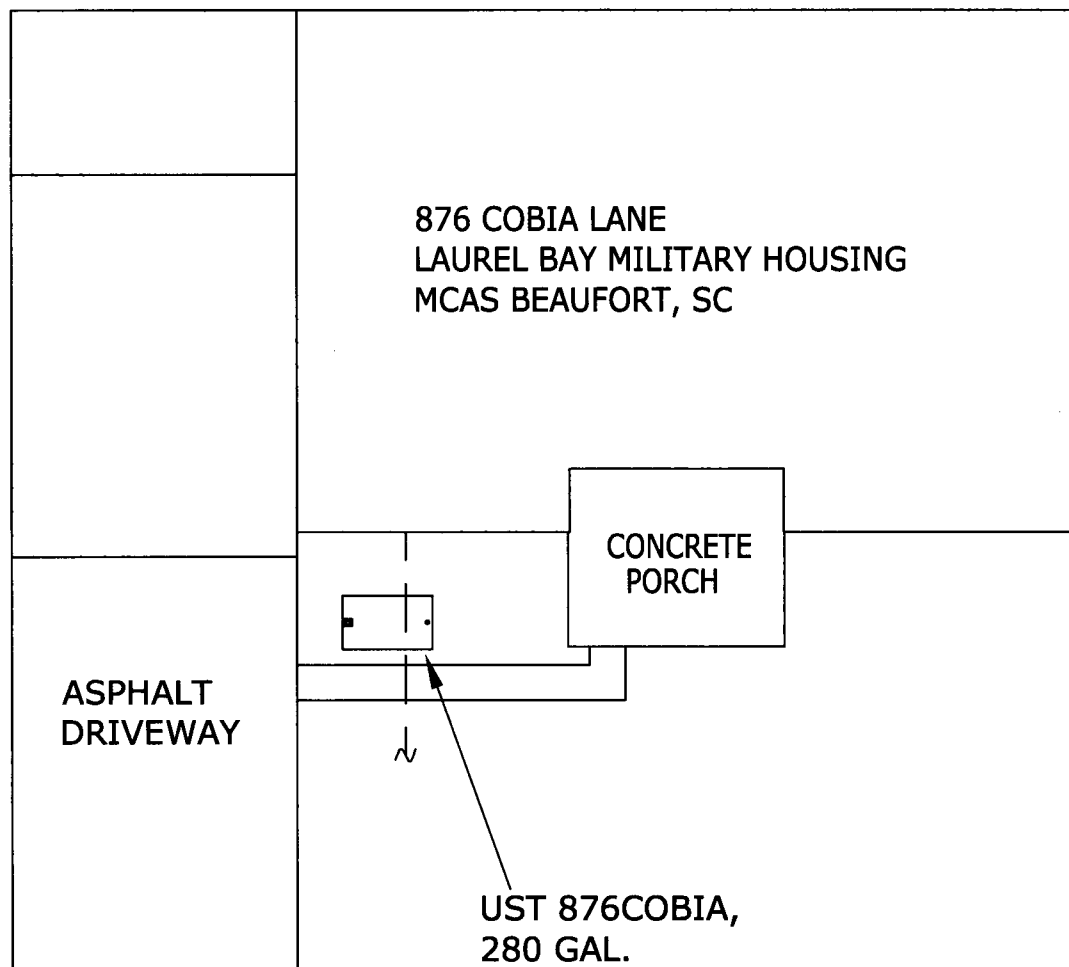 876 COBIA LANE
LAUREL BAY MILITARY HOUSING
MCAS BEAUFORT, SC
CONCRETE
PORCH
ASPHALT
DRIVEWAY
UST 876COBIA,
280 GAL.